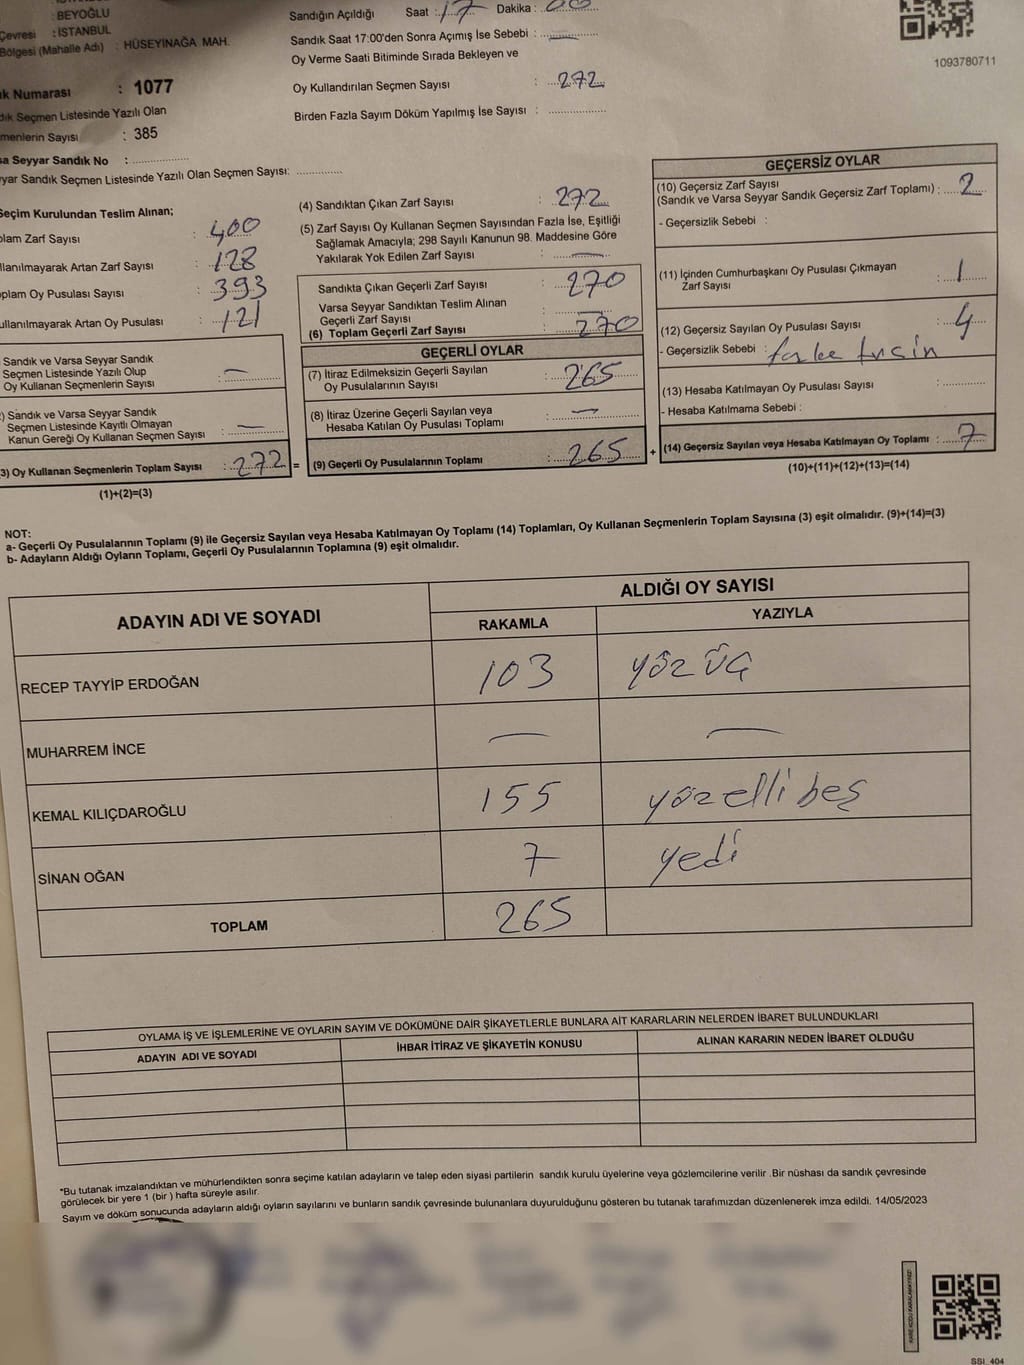 BEYOĞLU
Çevresi : İSTANBUL
Bölgesi (Mahalle Adı) : HÜSEYİNAĞA MAH.
Numarası : 1077
Seçmen Listesinde Yazılı Olan
Sayısı : 385
Seyyar Sandık No : ..................
Seyyar Sandık Seçmen Listesinde Yazılı Olan Seçmen Sayısı: ..............
Sandığın Açıldığı Saat : 17 Dakika : 00
Sandık Saat 17:00'den Sonra Açımış İse Sebebi :
Oy Verme Saati Bitiminde Sırada Bekleyen ve
Oy Kullandırılan Seçmen Sayısı : 272
Birden Fazla Sayım Döküm Yapılmış İse Sayısı : ..................
1093780711
Seçim Kurulundan Teslim Alınan;
Zarf Sayısı : 400
Artan Zarf Sayısı : 128
Oy Pusulası Sayısı : 393
Artan Oy Pusulası : 121
Sandık ve Varsa Seyyar Sandık
Seçmen Listesinde Yazılı Olup
Oy Kullanan Seçmenlerin Sayısı : —
) Sandık ve Varsa Seyyar Sandık
Seçmen Listesinde Kayıtlı Olmayan
Kanun Gereği Oy Kullanan Seçmen Sayısı : —
3) Oy Kullanan Seçmenlerin Toplam Sayısı : 272 =
(1)+(2)=(3)
(4) Sandıktan Çıkan Zarf Sayısı : 272
(5) Zarf Sayısı Oy Kullanan Seçmen Sayısından Fazla İse, Eşitliği
Sağlamak Amacıyla; 298 Sayılı Kanunun 98. Maddesine Göre
Yakılarak Yok Edilen Zarf Sayısı : —
Sandıkta Çıkan Geçerli Zarf Sayısı : 270
Varsa Seyyar Sandıktan Teslim Alınan
Geçerli Zarf Sayısı : —
(6) Toplam Geçerli Zarf Sayısı : 270
GEÇERLİ OYLAR
(7) İtiraz Edilmeksizin Geçerli Sayılan
Oy Pusulalarının Sayısı : 265
(8) İtiraz Üzerine Geçerli Sayılan veya
Hesaba Katılan Oy Pusulası Toplamı : —
(9) Geçerli Oy Pusulalarının Toplamı : 265 +
GEÇERSİZ OYLAR
(10) Geçersiz Zarf Sayısı
(Sandık ve Varsa Seyyar Sandık Geçersiz Zarf Toplamı) : 2
- Geçersizlik Sebebi :
(11) İçinden Cumhurbaşkanı Oy Pusulası Çıkmayan
Zarf Sayısı : 1
(12) Geçersiz Sayılan Oy Pusulası Sayısı : 4
- Geçersizlik Sebebi :
(13) Hesaba Katılmayan Oy Pusulası Sayısı : ..............
- Hesaba Katılmama Sebebi :
(14) Geçersiz Sayılan veya Hesaba Katılmayan Oy Toplamı : 7
(10)+(11)+(12)+(13)=(14)
NOT:
a- Geçerli Oy Pusulalarının Toplamı (9) ile Geçersiz Sayılan veya Hesaba Katılmayan Oy Toplamı (14) Toplamları, Oy Kullanan Seçmenlerin Toplam Sayısına (3) eşit olmalıdır. (9)+(14)=(3)
b- Adayların Aldığı Oyların Toplamı, Geçerli Oy Pusulalarının Toplamına (9) eşit olmalıdır.
ADAYIN ADI VE SOYADI
ALDIĞI OY SAYISI
RAKAMLA YAZIYLA
RECEP TAYYİP ERDOĞAN 103 yüz üç
MUHARREM İNCE — —
KEMAL KILIÇDAROĞLU 155 yüzelli beş
SİNAN OĞAN 7 yedi
TOPLAM 265
OYLAMA İŞ VE İŞLEMLERİNE VE OYLARIN SAYIM VE DÖKÜMÜNE DAİR ŞİKAYETLERLE BUNLARA AİT KARARLARIN NELERDEN İBARET BULUNDUKLARI
ADAYIN ADI VE SOYADI İHBAR İTİRAZ VE ŞİKAYETİN KONUSU ALINAN KARARIN NEDEN İBARET OLDUĞU
*Bu tutanak imzalandıktan ve mühürlendikten sonra seçime katılan adayların ve talep eden siyasi partilerin sandık kurulu üyelerine veya gözlemcilerine verilir .Bir nüshası da sandık çevresinde
görülecek bir yere 1 (bir ) hafta süreyle asılır.
Sayım ve döküm sonucunda adayların aldığı oyların sayılarını ve bunların sandık çevresinde bulunanlara duyurulduğunu gösteren bu tutanak tarafımızdan düzenlenerek imza edildi. 14/05/2023
KARE KODU KARALAMAYINIZ!
SSI_404